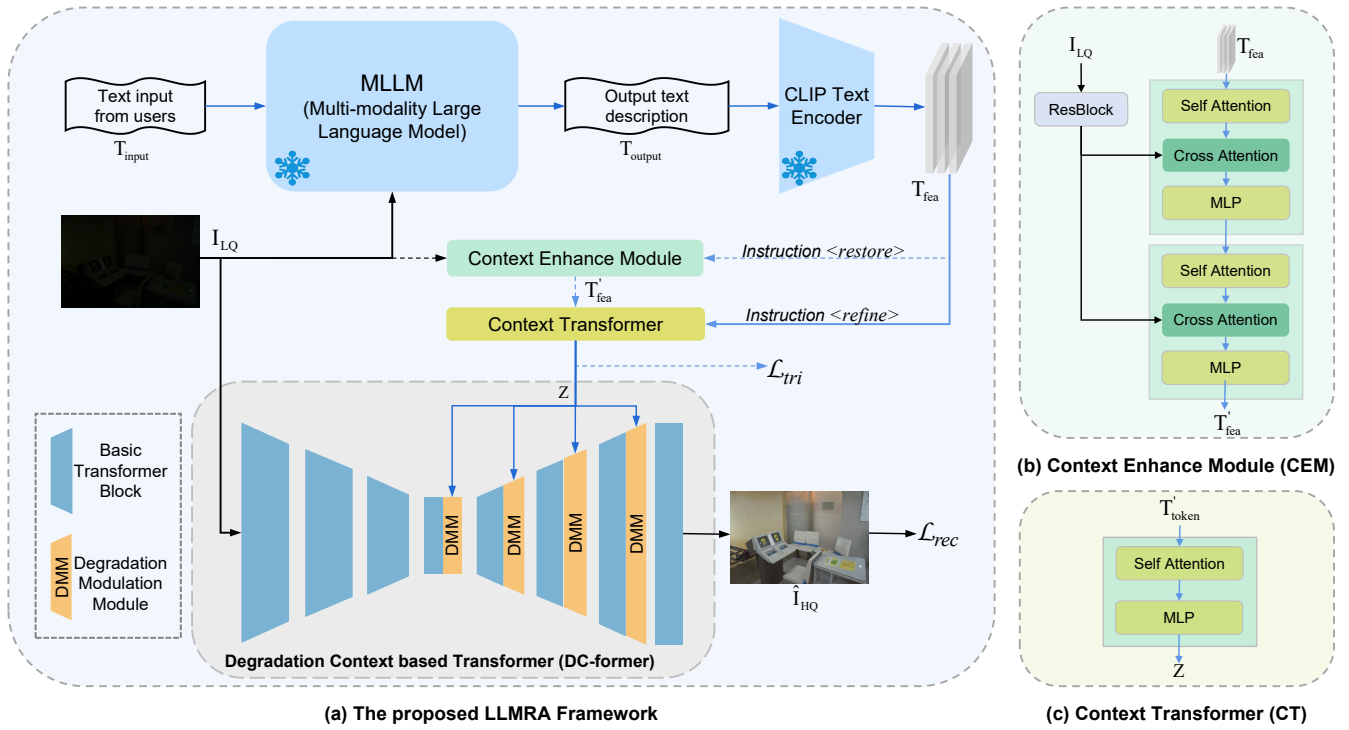 Text input
from users
T_input
MLLM
(Multi-modality Large
Language Model)
Output text
description
T_output
CLIP Text
Encoder
T_fea
I_LQ
Context Enhance Module
Instruction <restore>
T'_fea
Context Transformer
Instruction <refine>
L_tri
Z
Basic
Transformer
Block
DMM
Degradation
Modulation
Module
DMM
DMM
DMM
DMM
L_rec
Î_HQ
Degradation Context based Transformer (DC-former)
(a) The proposed LLMRA Framework
I_LQ
T_fea
ResBlock
Self Attention
Cross Attention
MLP
Self Attention
Cross Attention
MLP
T'_fea
(b) Context Enhance Module (CEM)
T'_token
Self Attention
MLP
Z
(c) Context Transformer (CT)